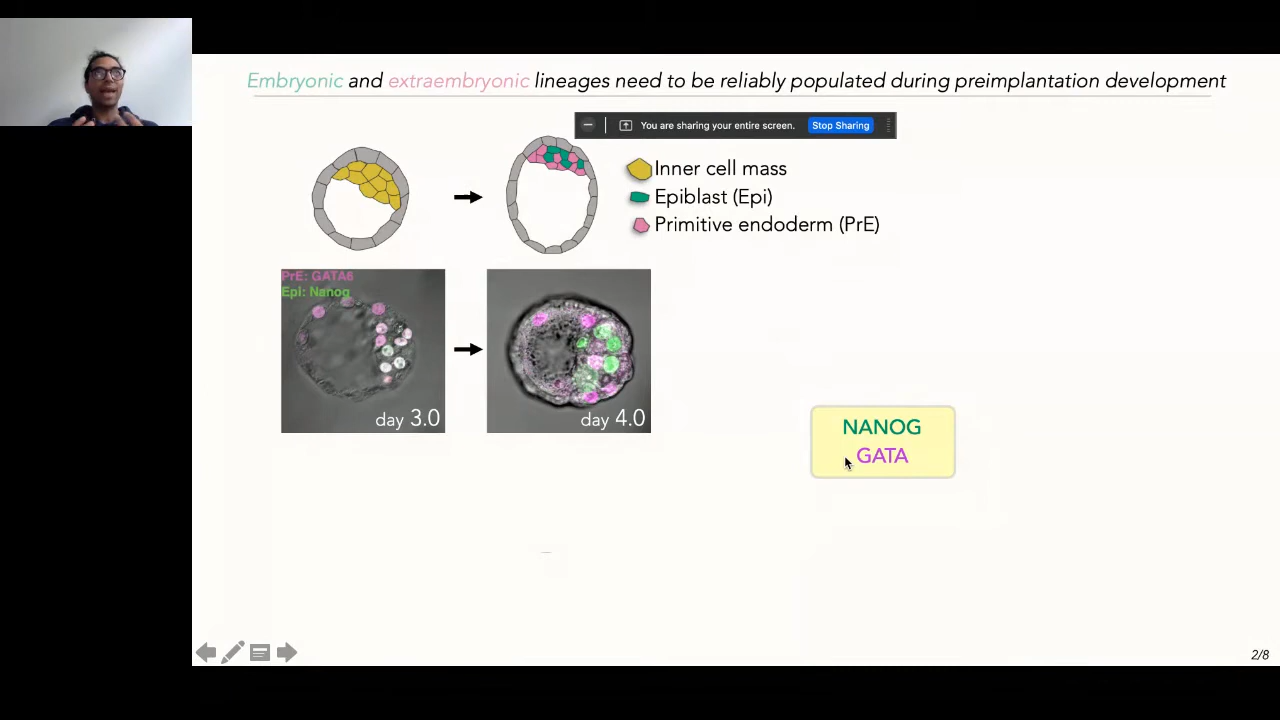 Embryonic and extraembryonic lineages need to be reliably populated during preimplantation development
You are sharing your entire screen. Stop Sharing
Inner cell mass
Epiblast (Epi)
Primitive endoderm (PrE)
PrE: GATA6
Epi: Nanog
day 3.0
day 4.0
NANOG
GATA
2/8